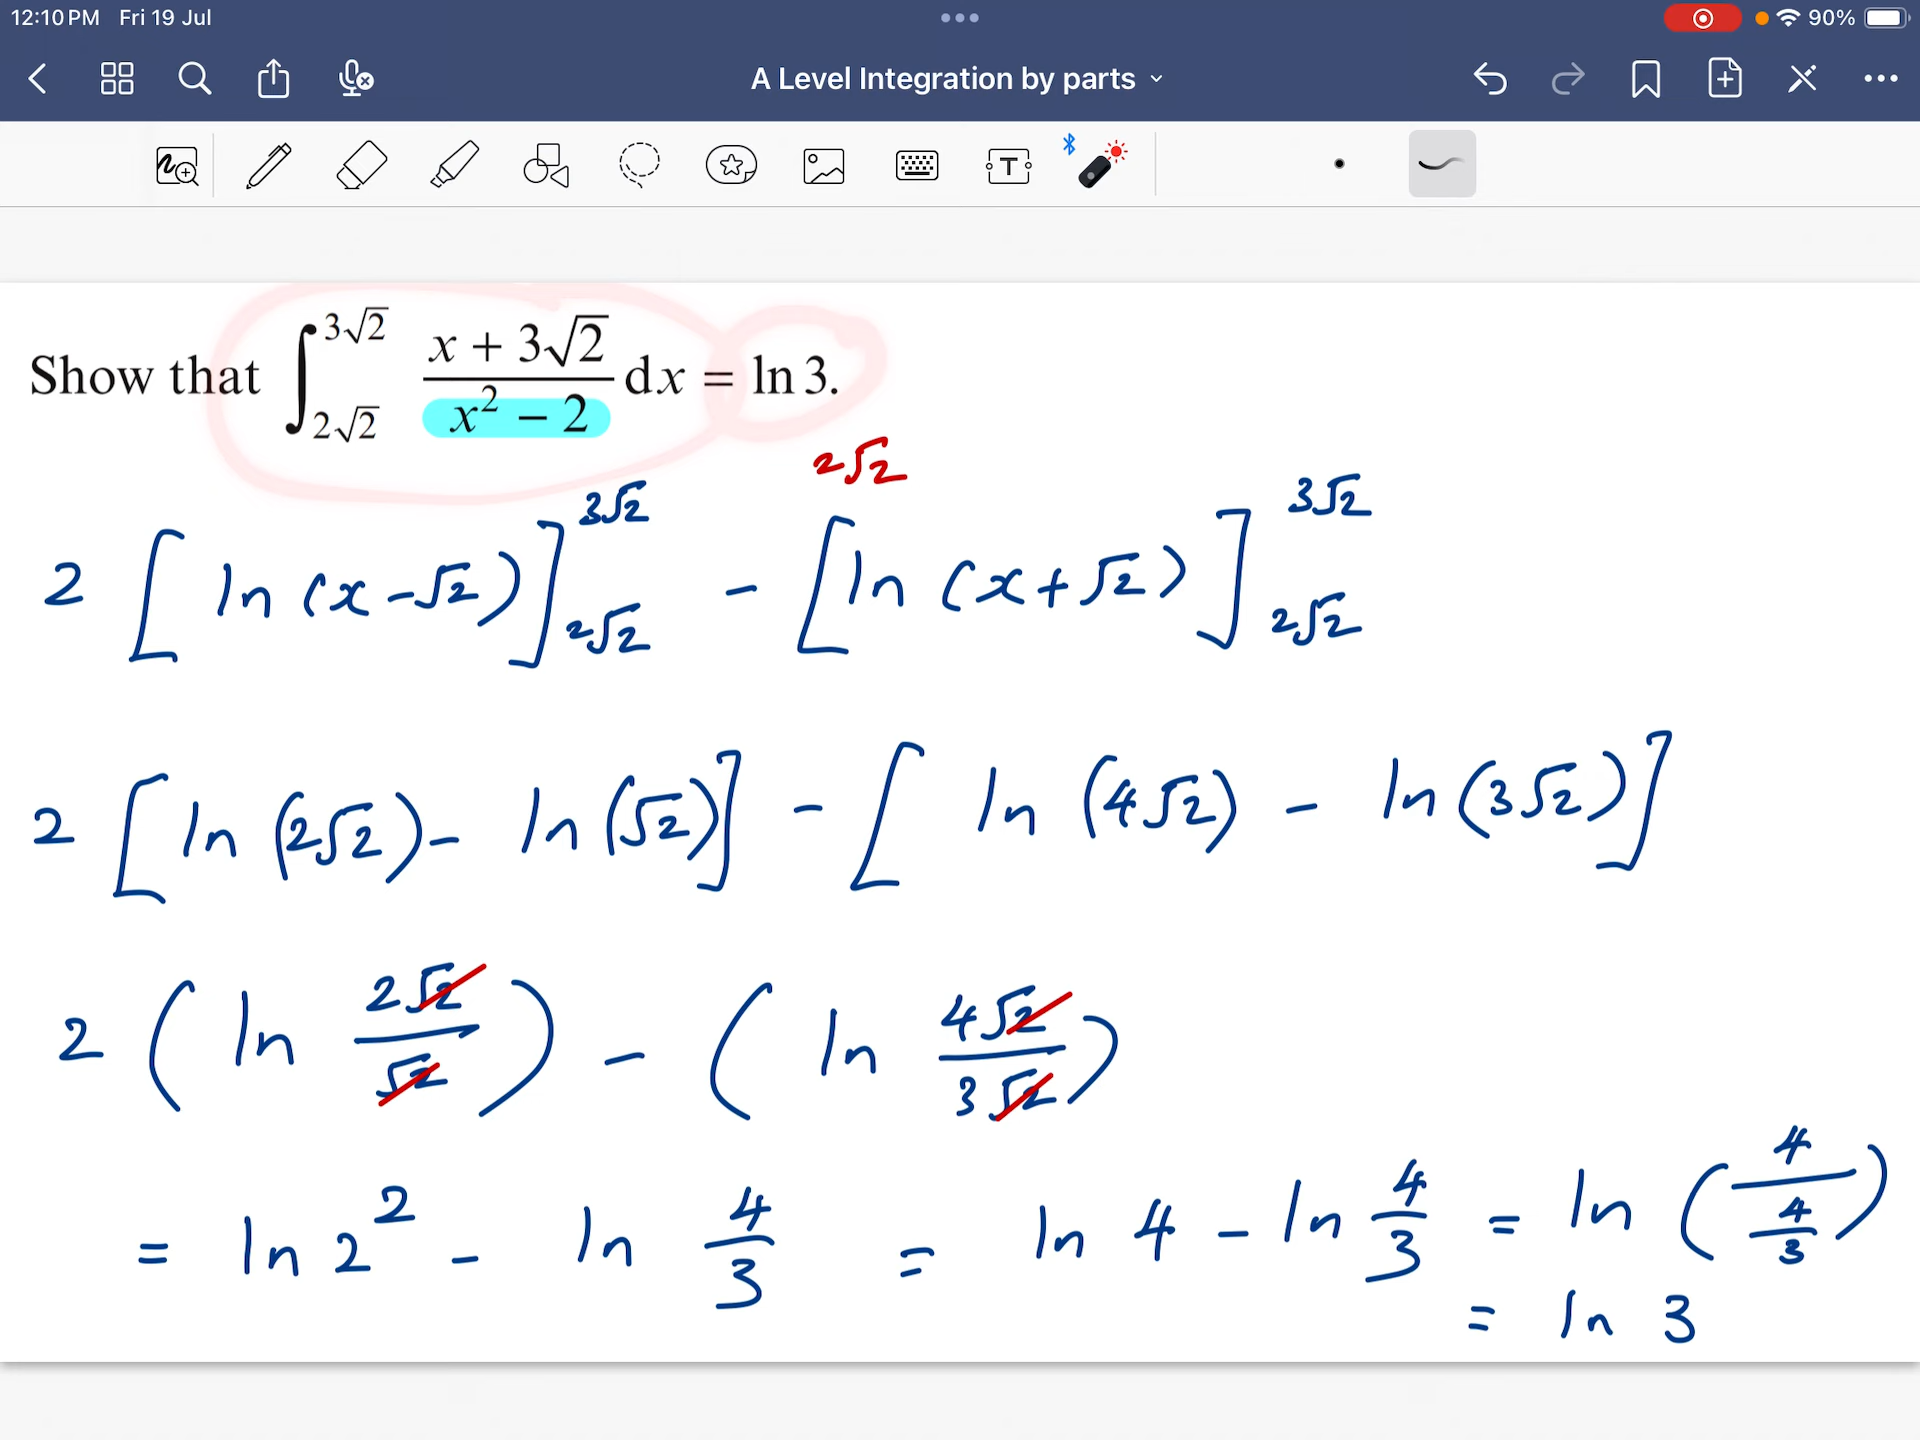 12:10 PM Fri 19 Jul 90%
A Level Integration by parts
T
Show that ∫_{2√2}^{3√2} (x + 3√2)/(x² − 2) dx = ln 3.
2√2
2 [ ln (x − √2) ]_{2√2}^{3√2} − [ ln (x + √2) ]_{2√2}^{3√2}
2 [ ln (2√2) − ln (√2) ] − [ ln (4√2) − ln (3√2) ]
2 ( ln 2√2/√2 ) − ( ln 4√2/3√2 )
= ln 2² − ln 4/3 = ln 4 − ln 4/3 = ln ( 4/(4/3) )
= ln 3